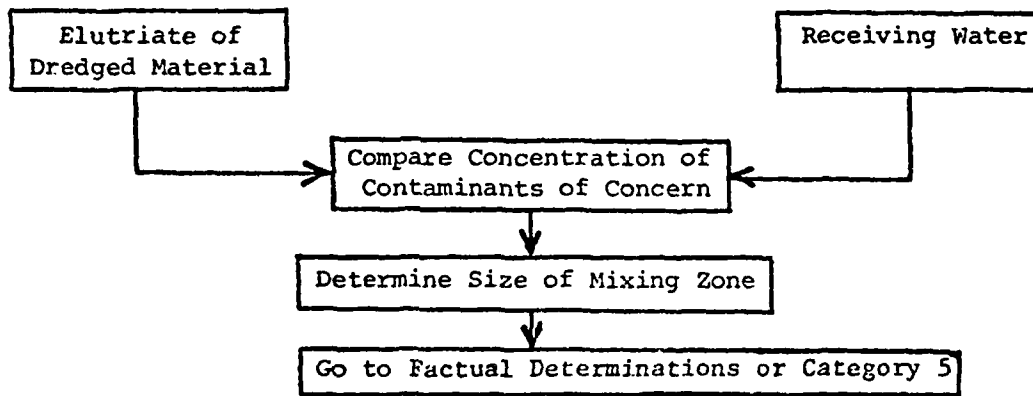 Elutriate of
Dredged Material
Receiving Water
Compare Concentration of
Contaminants of Concern
Determine Size of Mixing Zone
Go to Factual Determinations or Category 5